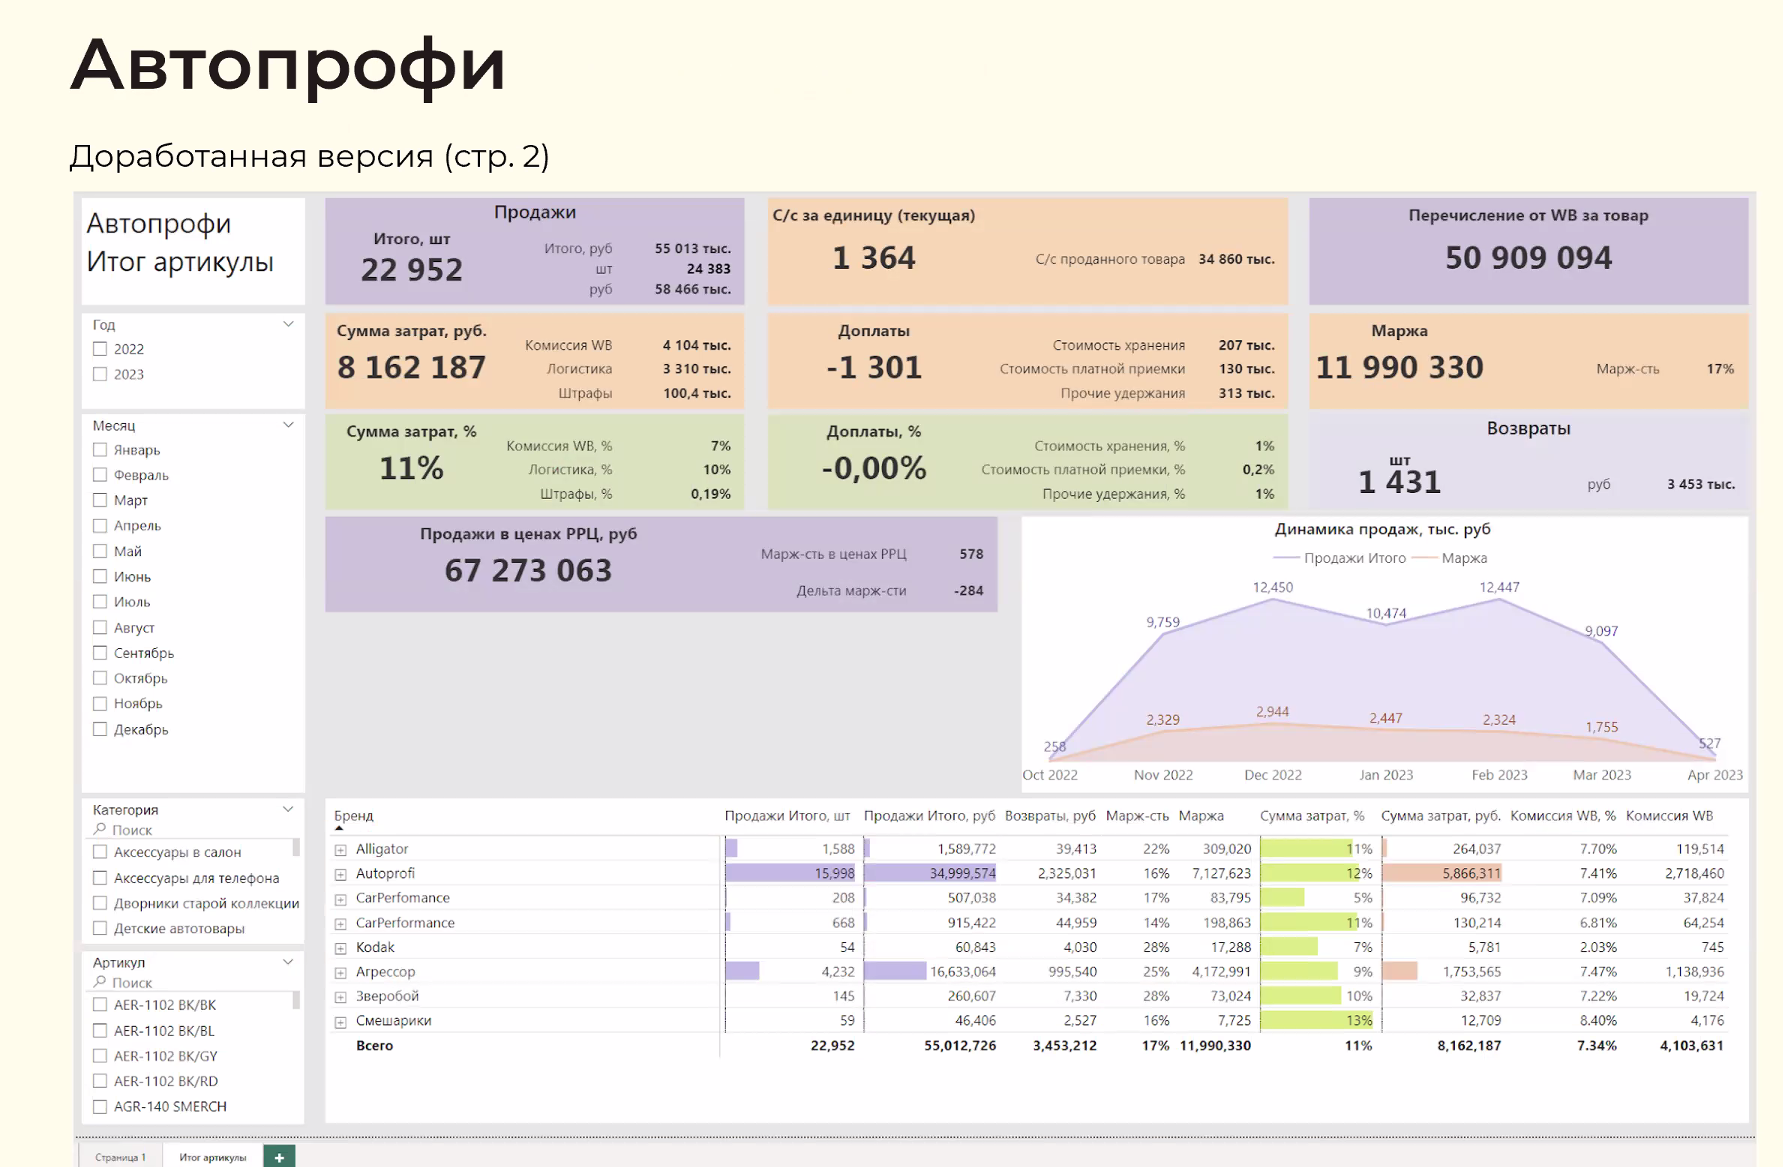 Автопрофи
Доработанная версия (стр. 2)
Автопрофи
Итог артикулы
Год
2022
2023
Месяц
Январь
Февраль
Март
Апрель
Май
Июнь
Июль
Август
Сентябрь
Октябрь
Ноябрь
Декабрь
Категория
Поиск
Аксессуары в салон
Аксессуары для телефона
Дворники старой коллекции
Детские автотовары
Артикул
Поиск
AER-1102 BK/BK
AER-1102 BK/BL
AER-1102 BK/GY
AER-1102 BK/RD
AGR-140 SMERCH
Продажи
Итого, шт
22 952
Итого, руб 55 013 тыс.
шт 24 383
руб 58 466 тыс.
С/с за единицу (текущая)
1 364
С/с проданного товара 34 860 тыс.
Перечисление от WB за товар
50 909 094
Сумма затрат, руб.
8 162 187
Комиссия WB 4 104 тыс.
Логистика 3 310 тыс.
Штрафы 100,4 тыс.
Доплаты
-1 301
Стоимость хранения 207 тыс.
Стоимость платной приемки 130 тыс.
Прочие удержания 313 тыс.
Маржа
11 990 330
Марж-сть 17%
Сумма затрат, %
11%
Комиссия WB, % 7%
Логистика, % 10%
Штрафы, % 0,19%
Доплаты, %
-0,00%
Стоимость хранения, % 1%
Стоимость платной приемки, % 0,2%
Прочие удержания, % 1%
Возвраты
шт
1 431
руб 3 453 тыс.
Продажи в ценах РРЦ, руб
67 273 063
Марж-сть в ценах РРЦ 578
Дельта марж-сти -284
Динамика продаж, тыс. руб
Продажи Итого Маржа
12,450 12,447
10,474
9,759
9,097
2,944
2,329 2,447 2,324
1,755
258 527
Oct 2022 Nov 2022 Dec 2022 Jan 2023 Feb 2023 Mar 2023 Apr 2023
Бренд Продажи Итого, шт Продажи Итого, руб Возвраты, руб Марж-сть Маржа Сумма затрат, % Сумма затрат, руб. Комиссия WB, % Комиссия WB
Alligator 1,588 1,589,772 39,413 22% 309,020 11% 264,037 7.70% 119,514
Autoprofi 15,998 34,999,574 2,325,031 16% 7,127,623 12% 5,866,311 7.41% 2,718,460
CarPerfomance 208 507,038 34,382 17% 83,795 5% 96,732 7.09% 37,824
CarPerformance 668 915,422 44,959 14% 198,863 11% 130,214 6.81% 64,254
Kodak 54 60,843 4,030 28% 17,288 7% 5,781 2.03% 745
Агрессор 4,232 16,633,064 995,540 25% 4,172,991 9% 1,753,565 7.47% 1,138,936
Зверобой 145 260,607 7,330 28% 73,024 10% 32,837 7.22% 19,724
Смешарики 59 46,406 2,527 16% 7,725 13% 12,709 8.40% 4,176
Всего 22,952 55,012,726 3,453,212 17% 11,990,330 11% 8,162,187 7.34% 4,103,631
Страница 1 Итог артикулы +